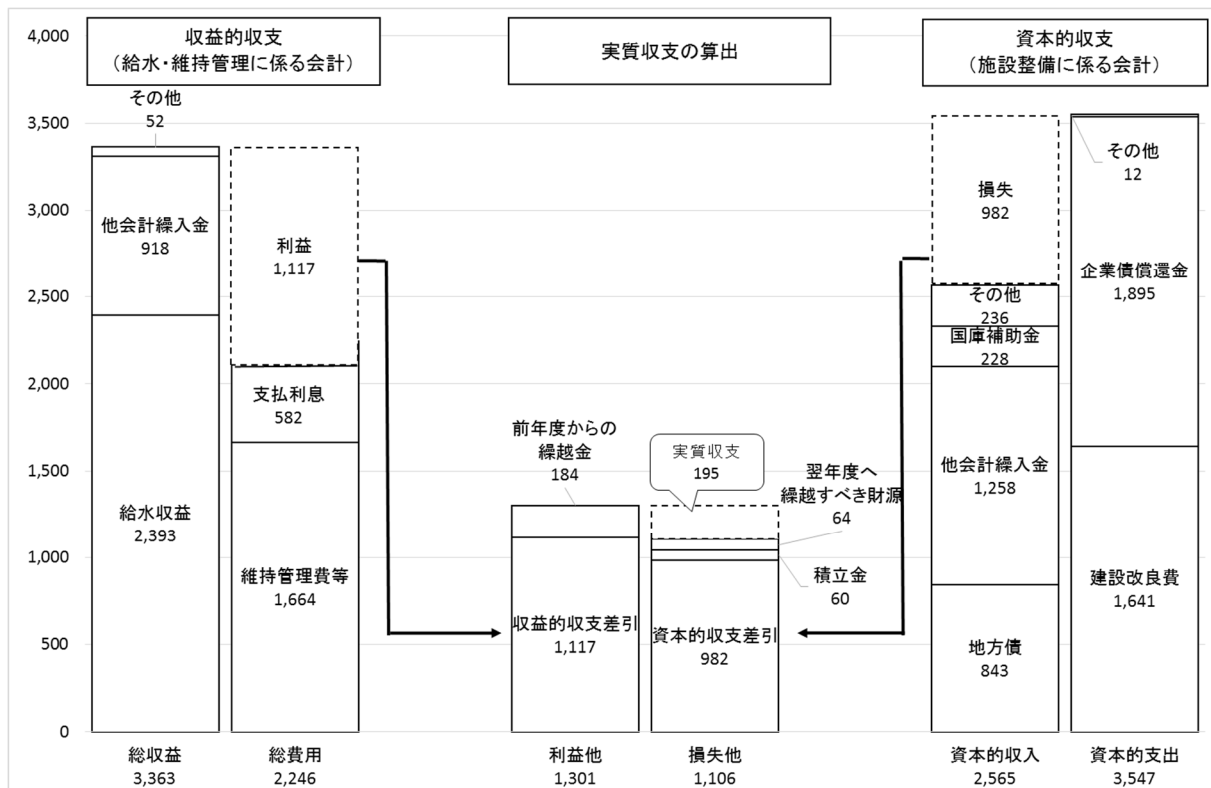 収益的収支
（給水・維持管理に係る会計）
実質収支の算出
資本的収支
（施設整備に係る会計）
4,000
3,500
3,000
2,500
2,000
1,500
1,000
500
0
その他
52
他会計繰入金
918
給水収益
2,393
総収益
3,363
利益
1,117
支払利息
582
維持管理費等
1,664
総費用
2,246
前年度からの
繰越金
184
収益的収支差引
1,117
利益他
1,301
実質収支
195
翌年度へ
繰越すべき財源
64
積立金
60
資本的収支差引
982
損失他
1,106
損失
982
その他
236
国庫補助金
228
他会計繰入金
1,258
地方債
843
資本的収入
2,565
その他
12
企業債償還金
1,895
建設改良費
1,641
資本的支出
3,547